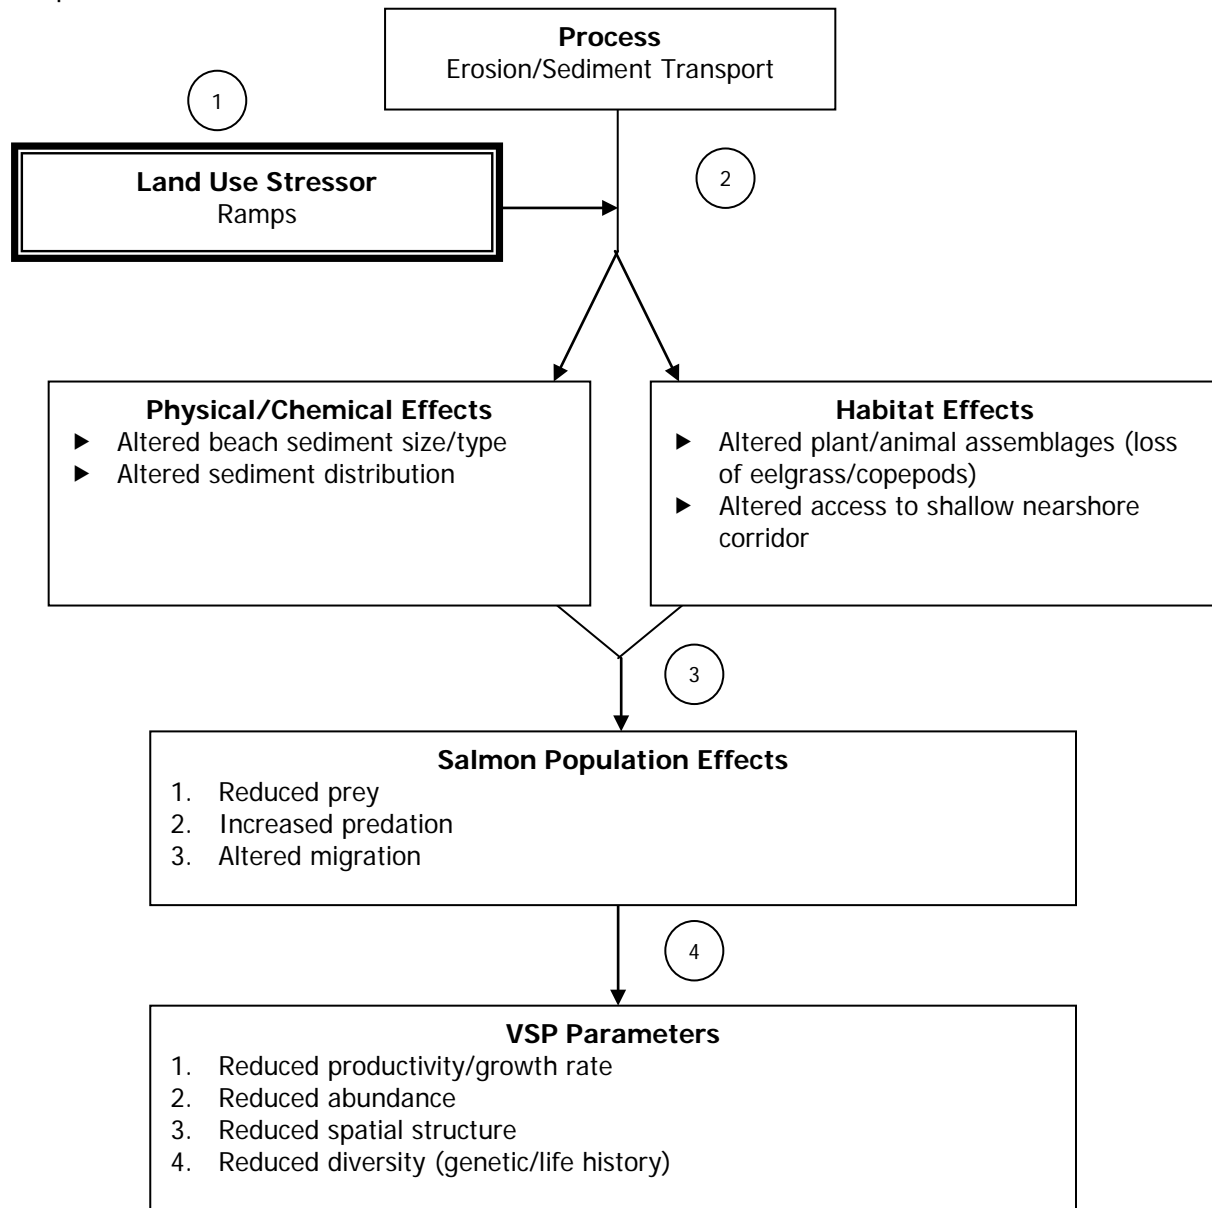 Process
Erosion/Sediment Transport
1
Land Use Stressor
Ramps
2
Physical/Chemical Effects
► Altered beach sediment size/type
► Altered sediment distribution
Habitat Effects
► Altered plant/animal assemblages (loss
of eelgrass/copepods)
► Altered access to shallow nearshore
corridor
3
Salmon Population Effects
1. Reduced prey
2. Increased predation
3. Altered migration
4
VSP Parameters
1. Reduced productivity/growth rate
2. Reduced abundance
3. Reduced spatial structure
4. Reduced diversity (genetic/life history)